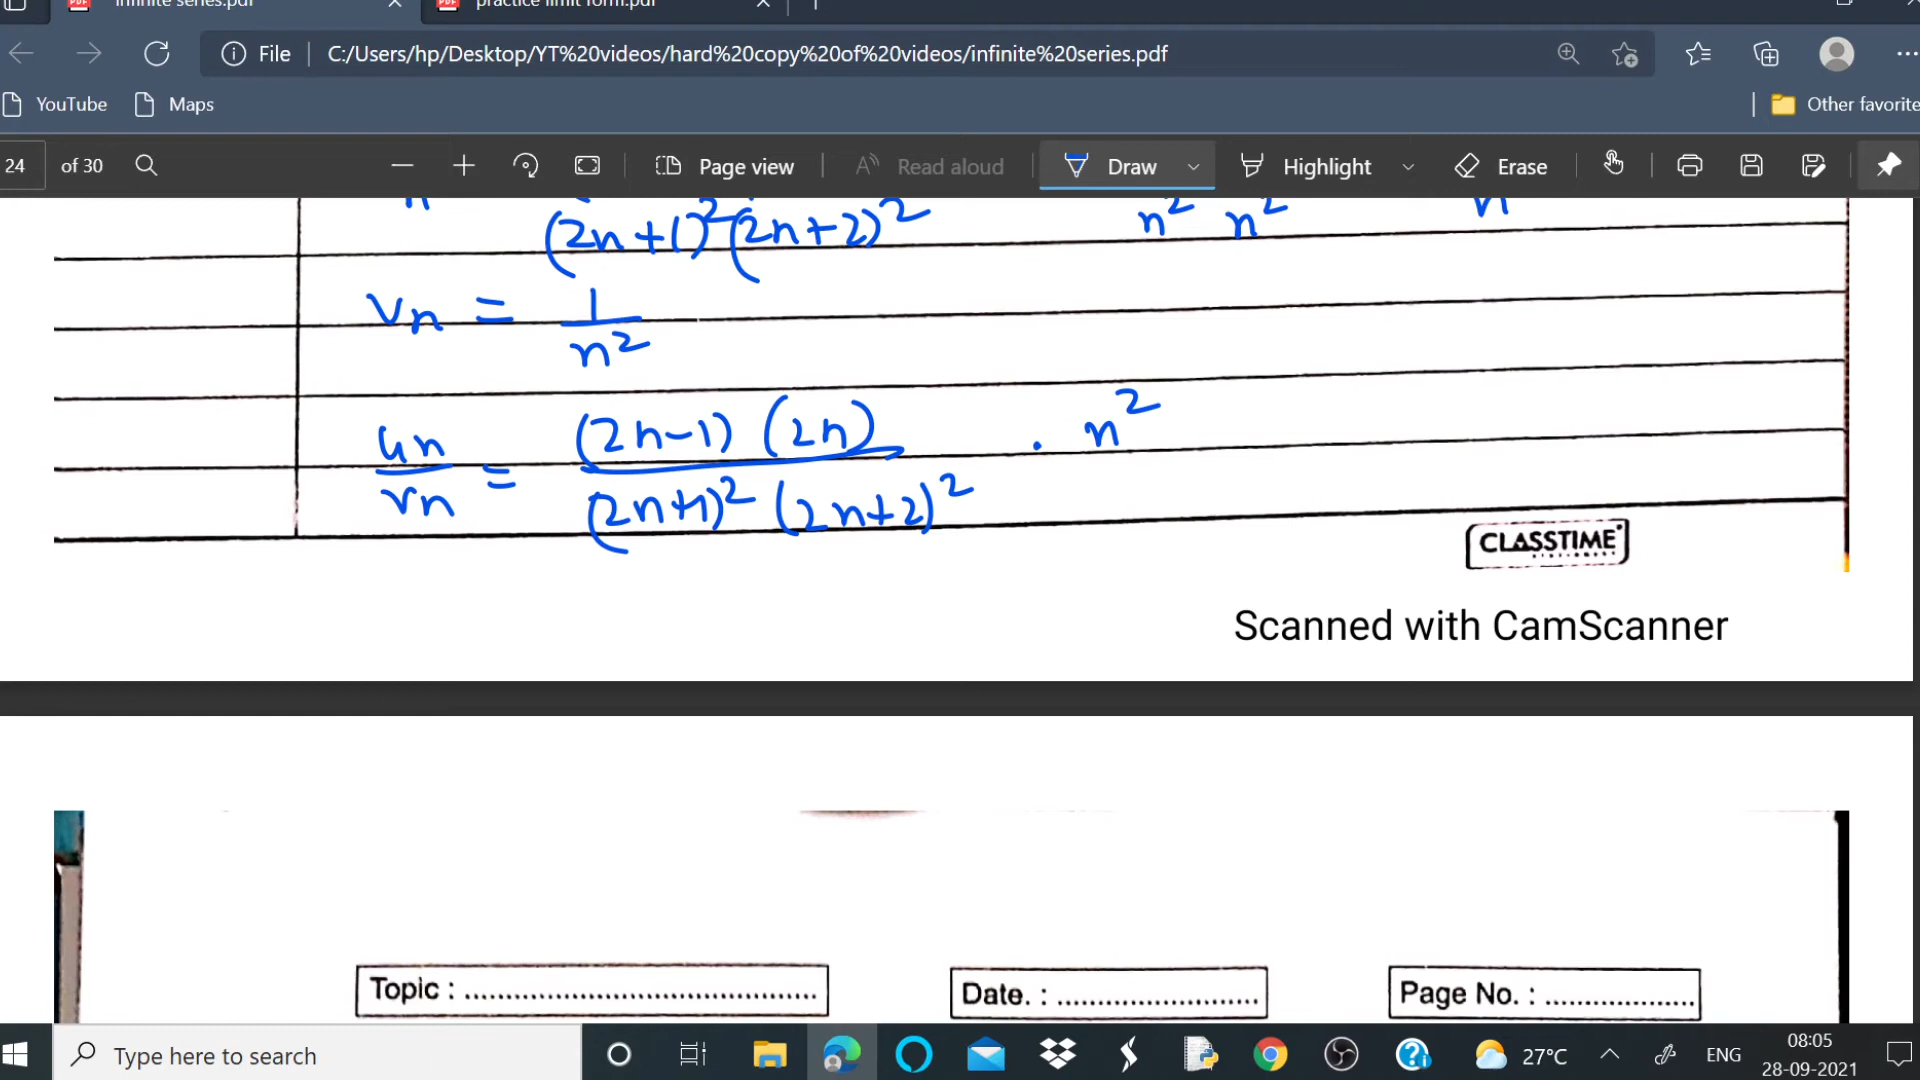 infinite series.pdf
practice limit form.pdf
File C:/Users/hp/Desktop/YT%20videos/hard%20copy%20of%20videos/infinite%20series.pdf
YouTube Maps Other favorite
24 of 30 Page view Read aloud Draw Highlight Erase
(2n+1)² (2n+2)² n² n² n
vn = 1/n²
un/vn = (2n-1) (2n) / (2n+1)² (2n+2)² . n²
CLASSTIME
Scanned with CamScanner
Topic : Date. : Page No. :
Type here to search 27°C ENG 08:05
28-09-2021